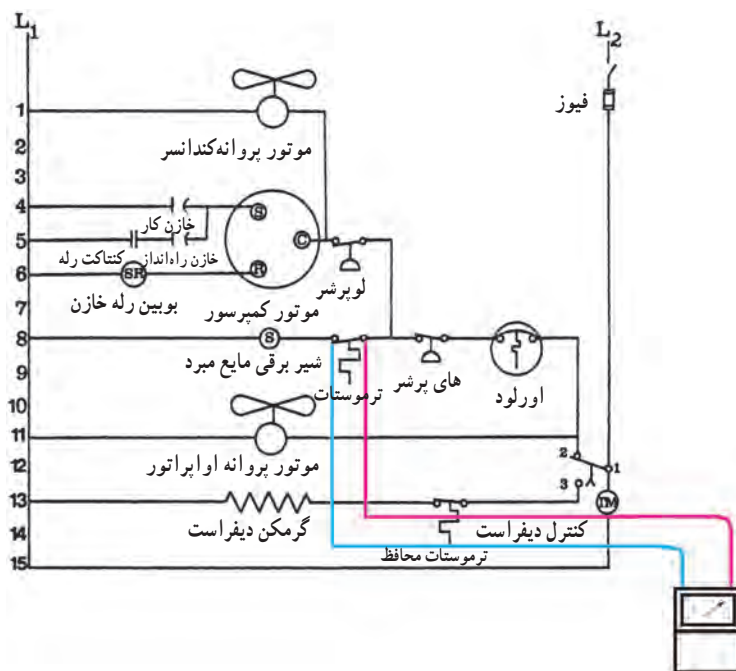 L1
L2
فیوز
1
موتور پروانه کندانسر
2
3
4
S
خازن کار
5
C
کنتاکت رله
خازن راه‌انداز
6
SR
R
لوپرشر
بوبین رله خازن
موتور کمپرسور
7
8
S
شیر برقی مایع مبرد
ترموستات
های پرشر
اورلود
9
10
11
موتور پروانه اواپراتور
2
1
12
3
13
TM
گرمکن دیفراست
کنترل دیفراست
14
ترموستات محافظ
15